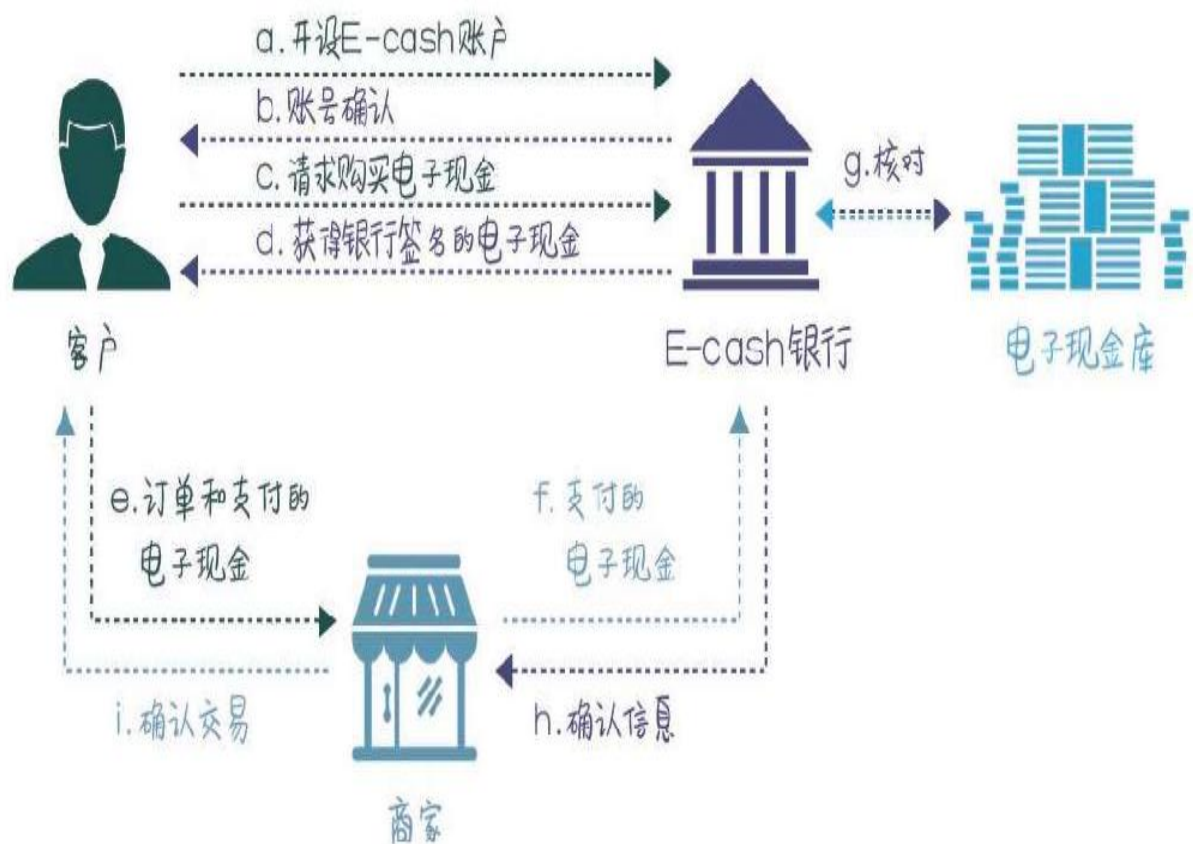 a.开设E-cash账户
b.账号确认
c.请求购买电子现金
d.获得银行签名的电子现金
g.核对
客户
E-cash银行
电子现金库
e.订单和支付的
电子现金
f.支付的
电子现金
i.确认交易
h.确认信息
商家